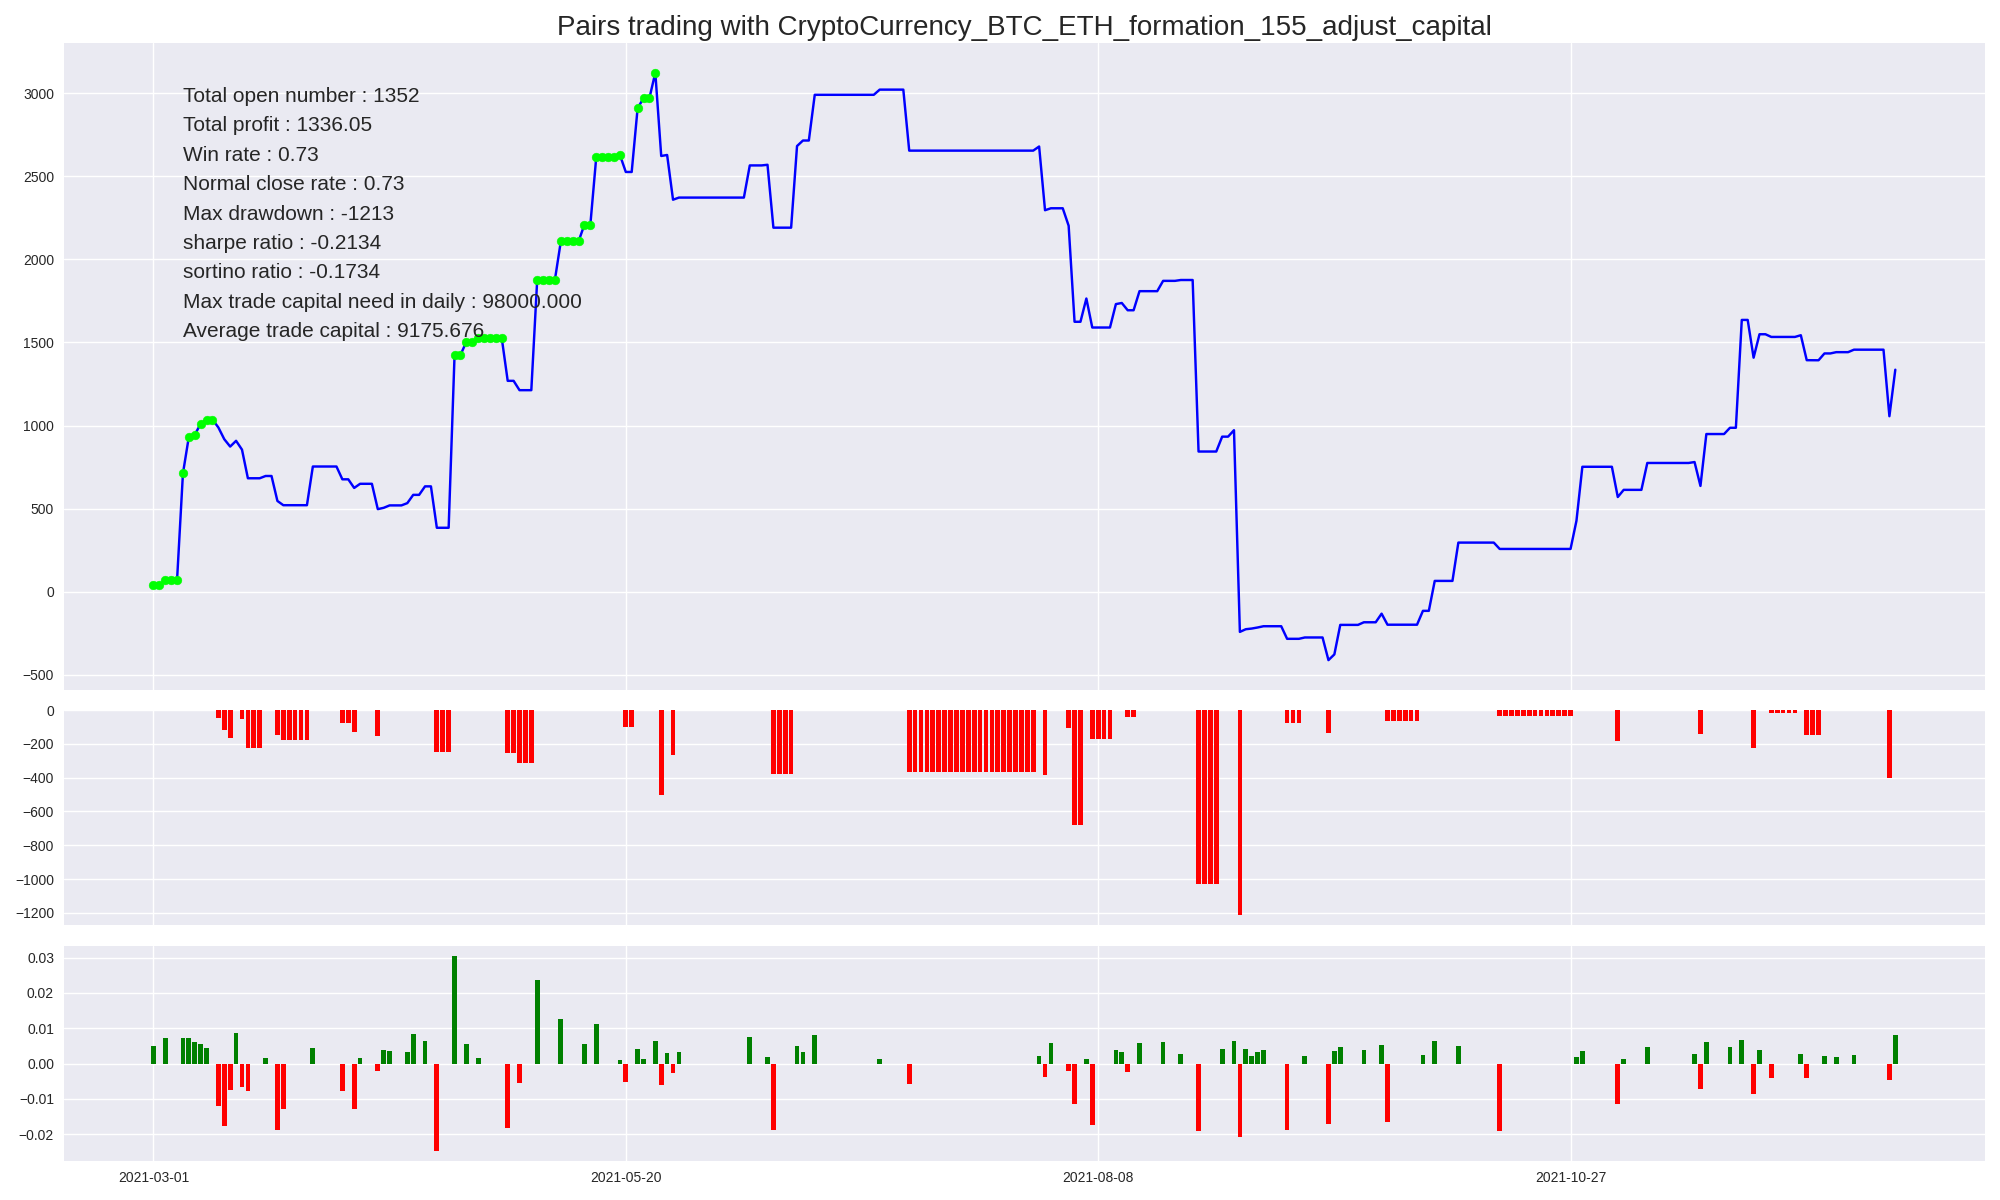 Pairs trading with CryptoCurrency_BTC_ETH_formation_155_adjust_capital
Total open number : 1352
Total profit : 1336.05
Win rate : 0.73
Normal close rate : 0.73
Max drawdown : -1213
sharpe ratio : -0.2134
sortino ratio : -0.1734
Max trade capital need in daily : 98000.000
Average trade capital : 9175.676
3000
2500
2000
1500
1000
500
0
−500
0
−200
−400
−600
−800
−1000
−1200
0.03
0.02
0.01
0.00
−0.01
−0.02
2021-03-01 2021-05-20 2021-08-08 2021-10-27